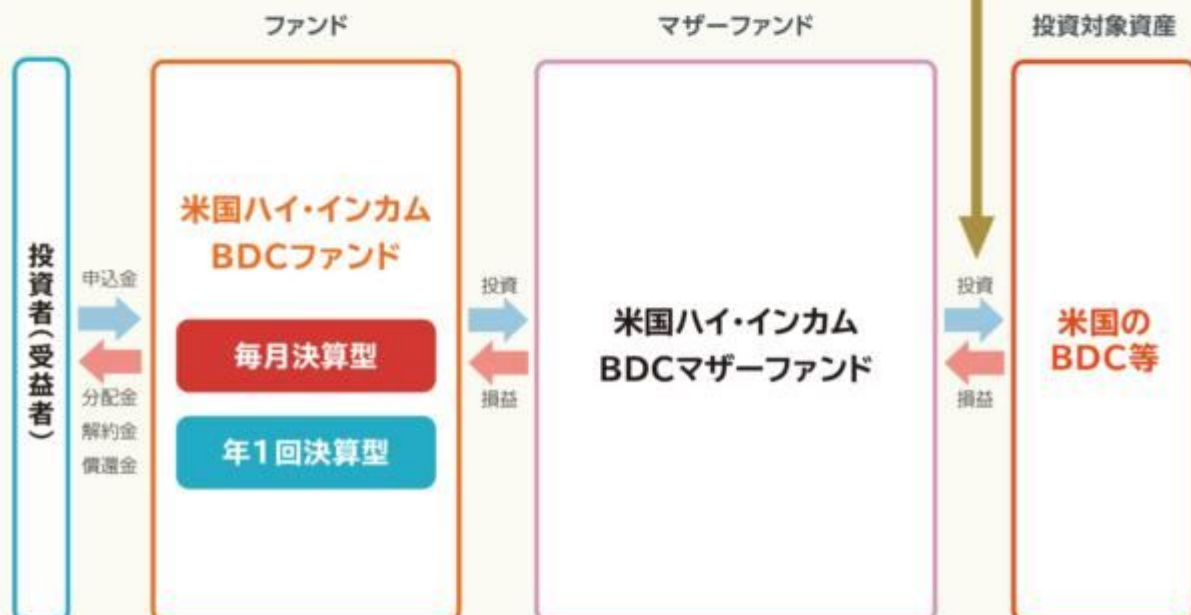 ファンド
マザーファンド
投資対象資産
投資者(受益者)
申込金
分配金
解約金
償還金
米国ハイ・インカム
BDCファンド
毎月決算型
年1回決算型
投資
損益
米国ハイ・インカム
BDCマザーファンド
投資
損益
米国の
BDC等